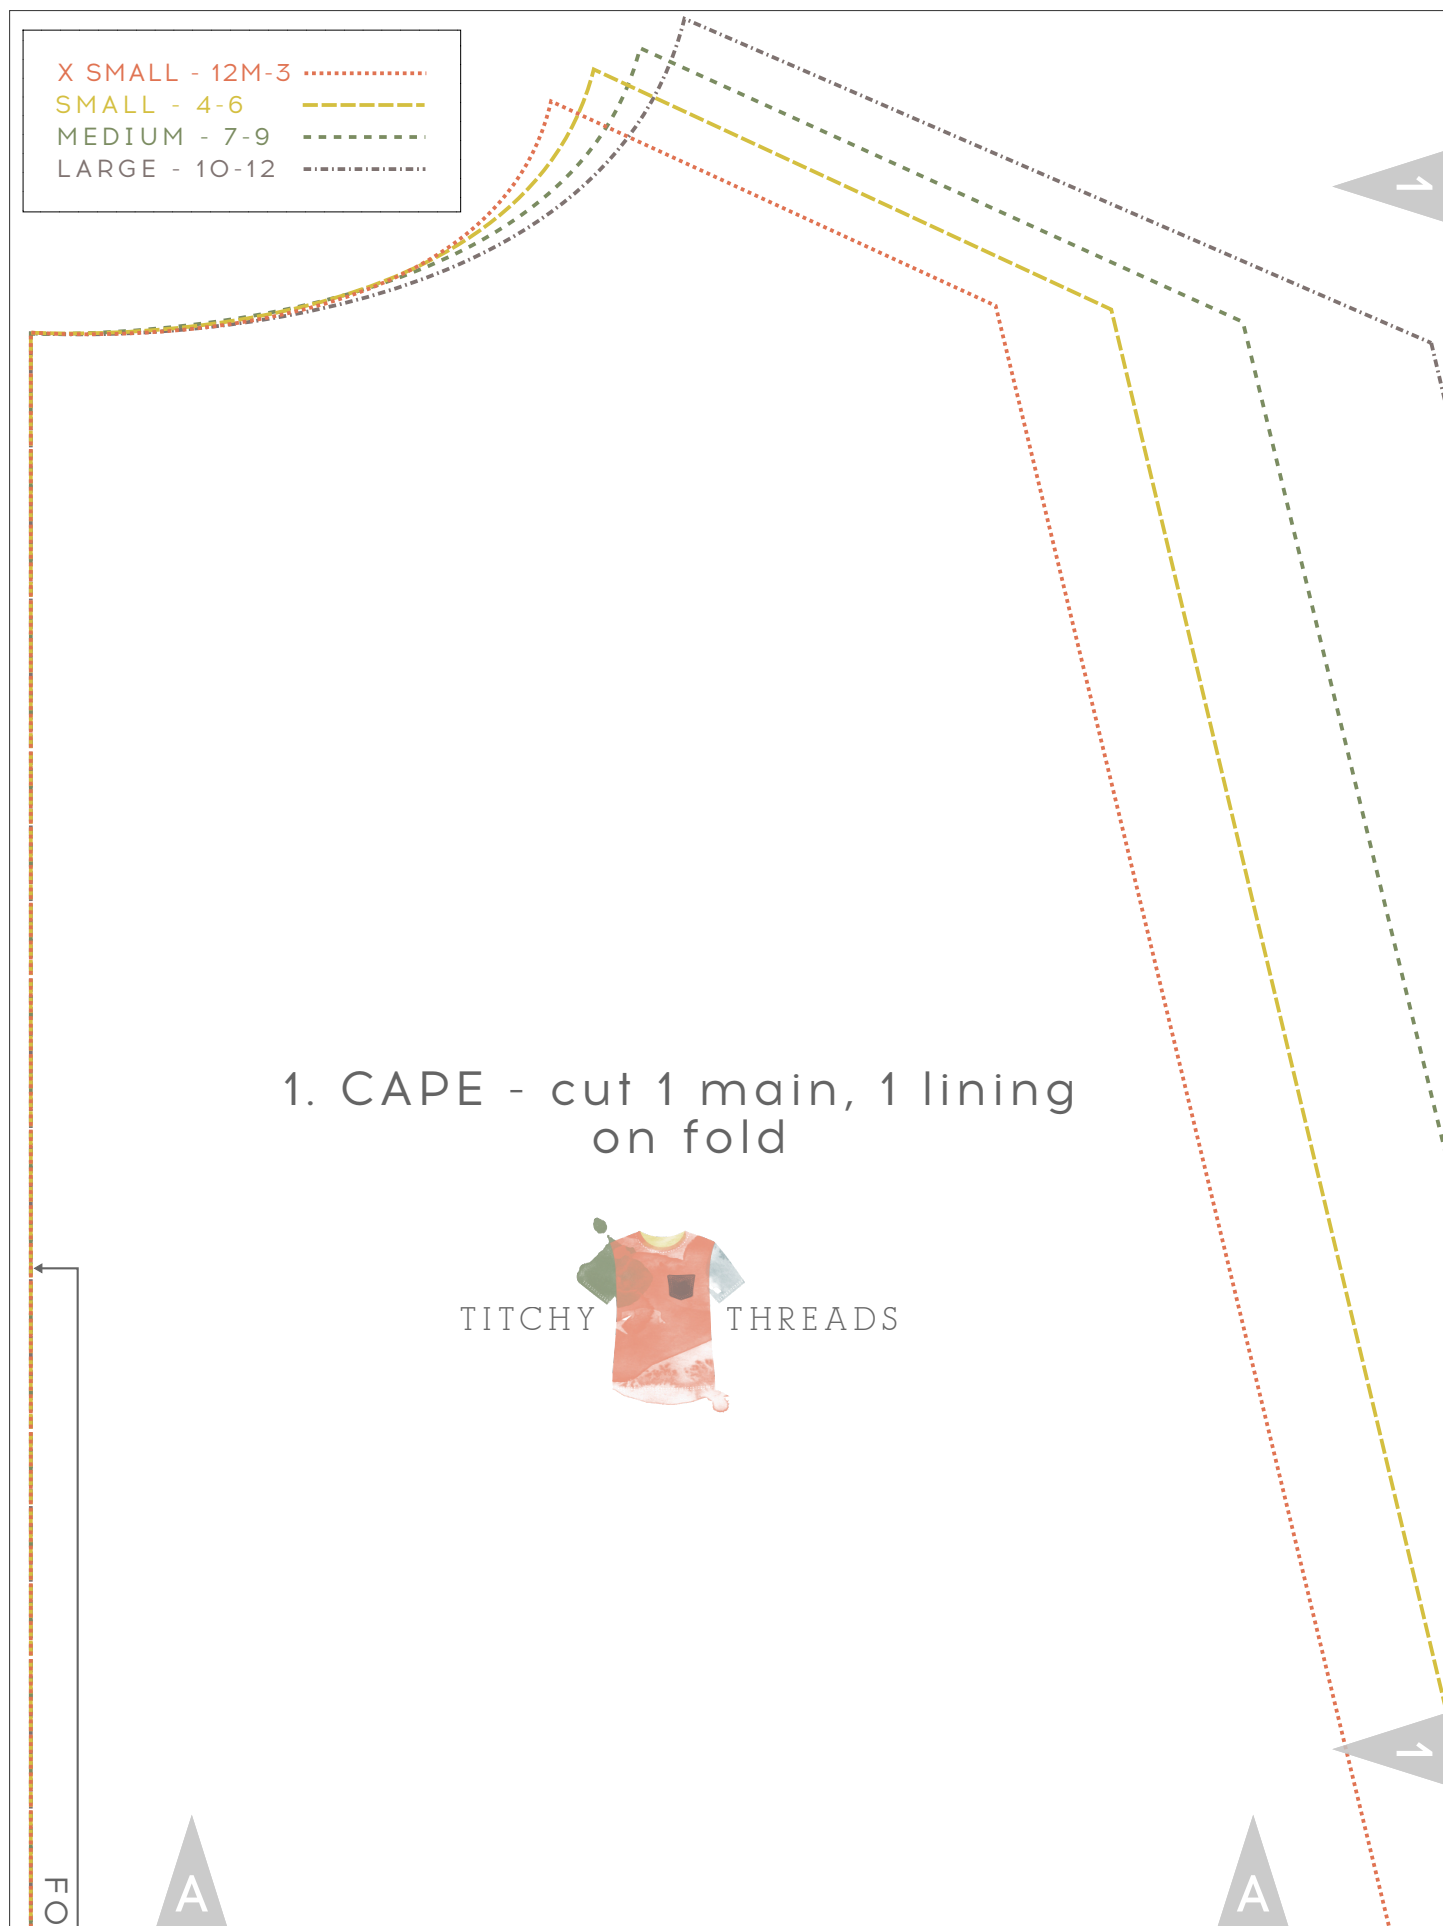 X SMALL - 12M-3
SMALL - 4-6
MEDIUM - 7-9
LARGE - 10-12
1
1. CAPE - cut 1 main, 1 lining
on fold
TITCHY THREADS
1
A
A
FO